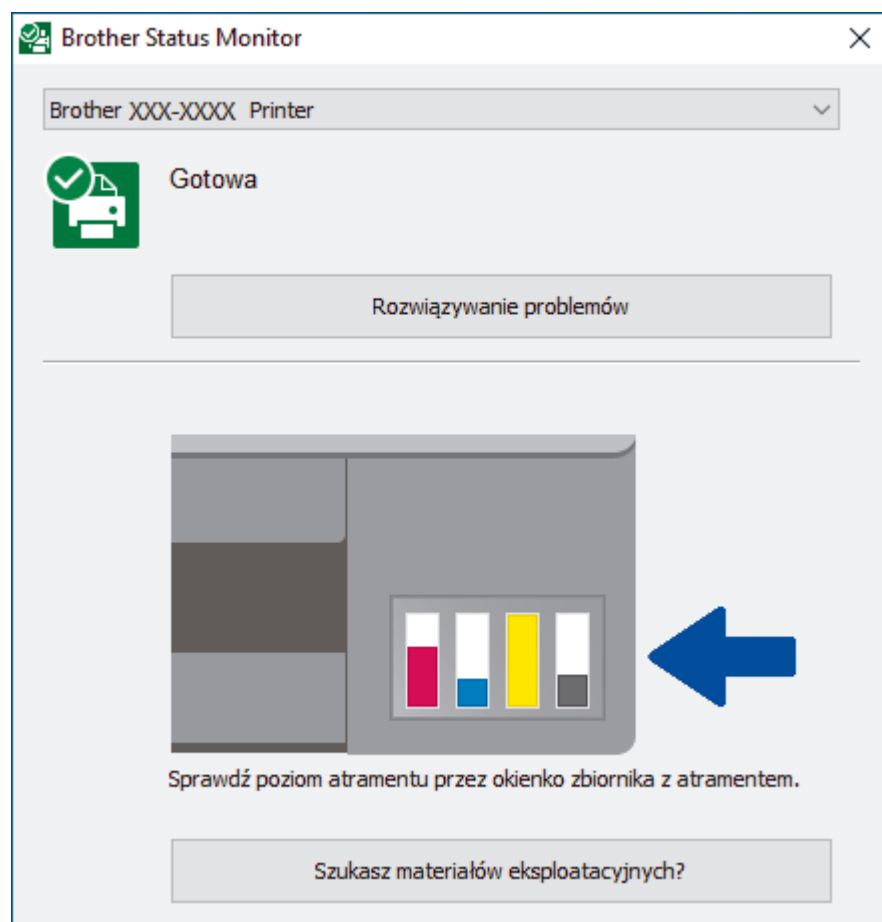 Brother Status Monitor
Brother XXX-XXXX Printer
Gotowa
Rozwiązywanie problemów
Sprawdź poziom atramentu przez okienko zbiornika z atramentem.
Szukasz materiałów eksploatacyjnych?